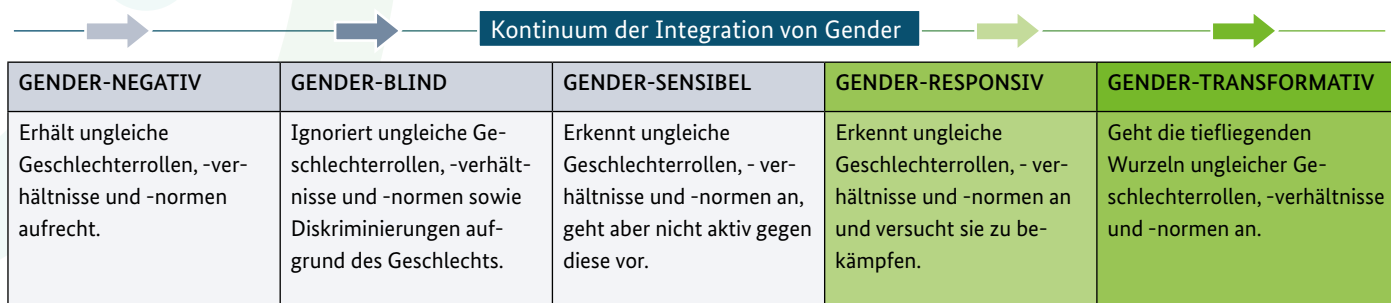 Kontinuum der Integration von Gender
GENDER-NEGATIV
Erhält ungleiche
Geschlechterrollen, -ver-
hältnisse und -normen
aufrecht.
GENDER-BLIND
Ignoriert ungleiche Ge-
schlechterrollen, -verhält-
nisse und -normen sowie
Diskriminierungen auf-
grund des Geschlechts.
GENDER-SENSIBEL
Erkennt ungleiche
Geschlechterrollen, - ver-
hältnisse und -normen an,
geht aber nicht aktiv gegen
diese vor.
GENDER-RESPONSIV
Erkennt ungleiche
Geschlechterrollen, - ver-
hältnisse und -normen an
und versucht sie zu be-
kämpfen.
GENDER-TRANSFORMATIV
Geht die tiefliegenden
Wurzeln ungleicher Ge-
schlechterrollen, -verhältnisse
und -normen an.